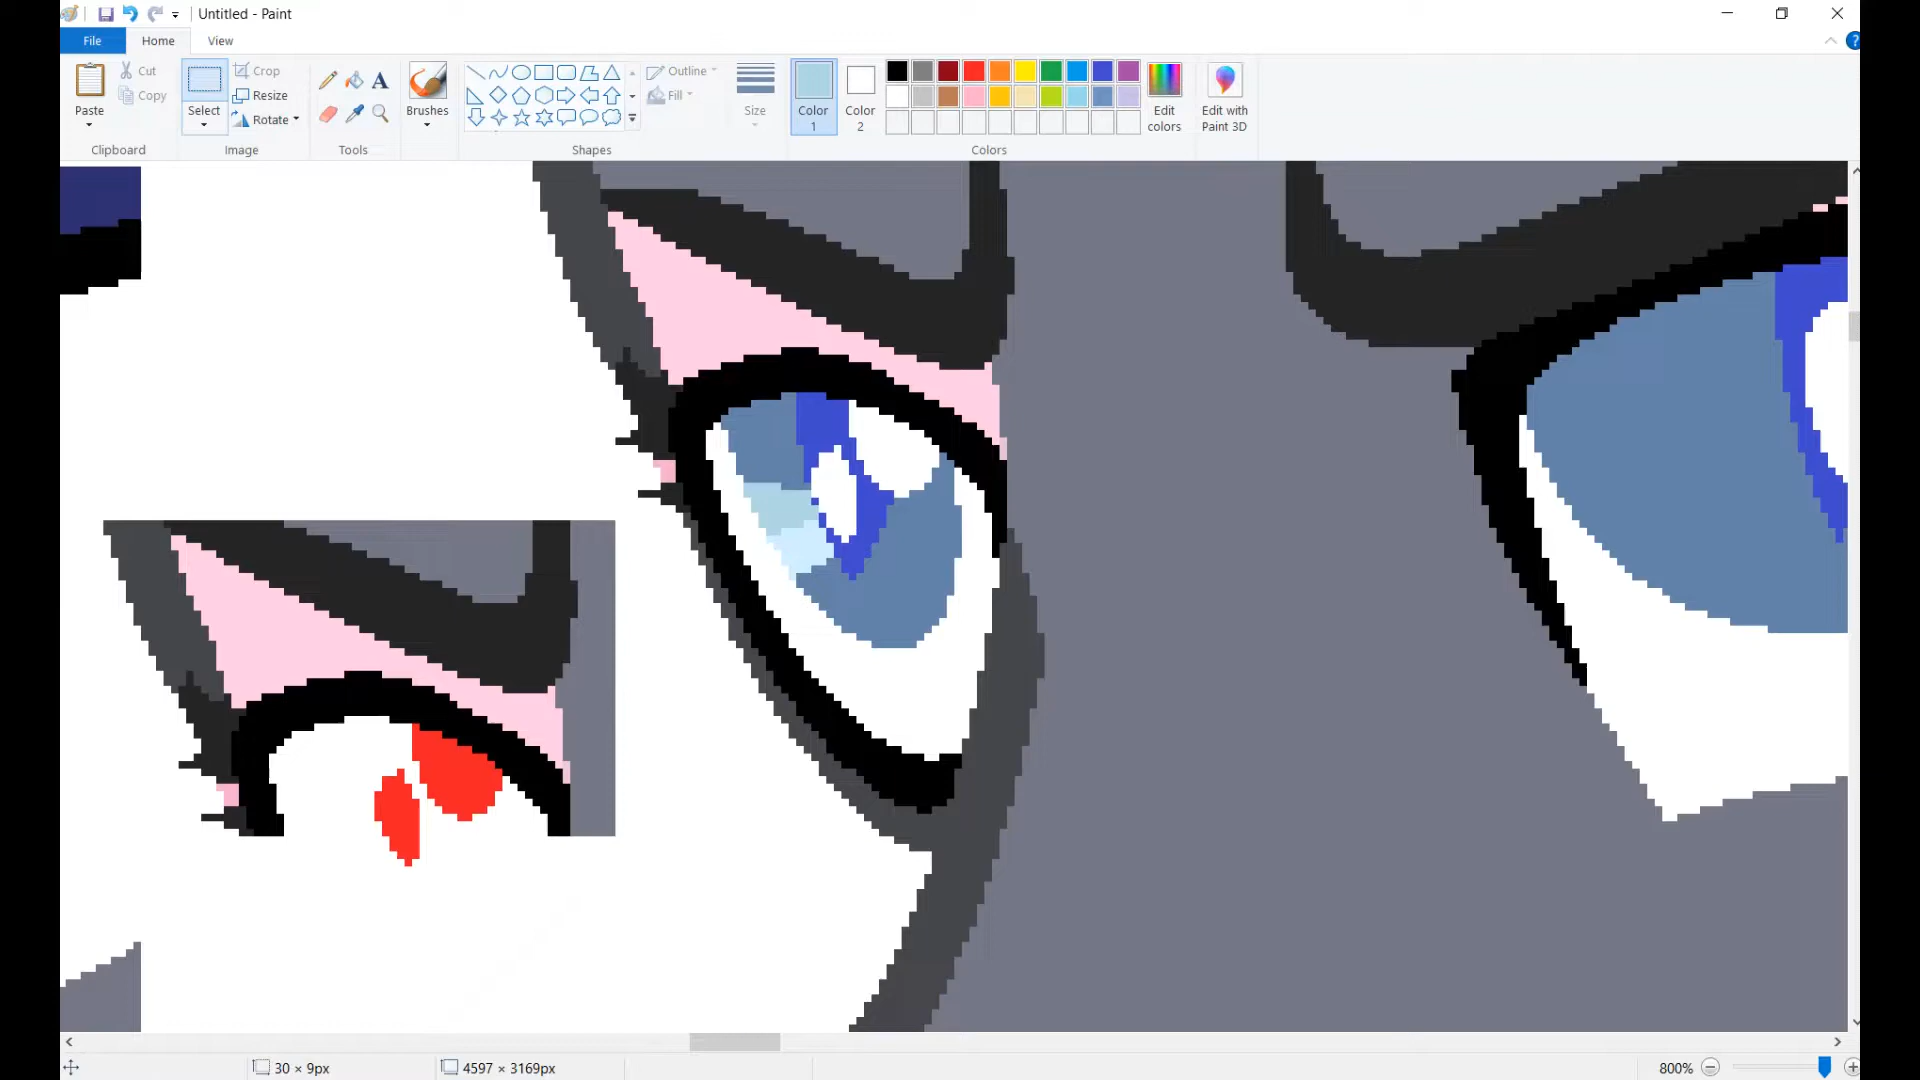 Untitled - Paint
File Home View
Paste
Cut
Copy
Clipboard
Select
Crop
Resize
Rotate
Image
A
Tools
Brushes
Shapes
Outline
Fill
Size
Color 1
Color 2
Edit colors
Colors
Edit with Paint 3D
?
30 × 9px
4597 × 3169px
800%